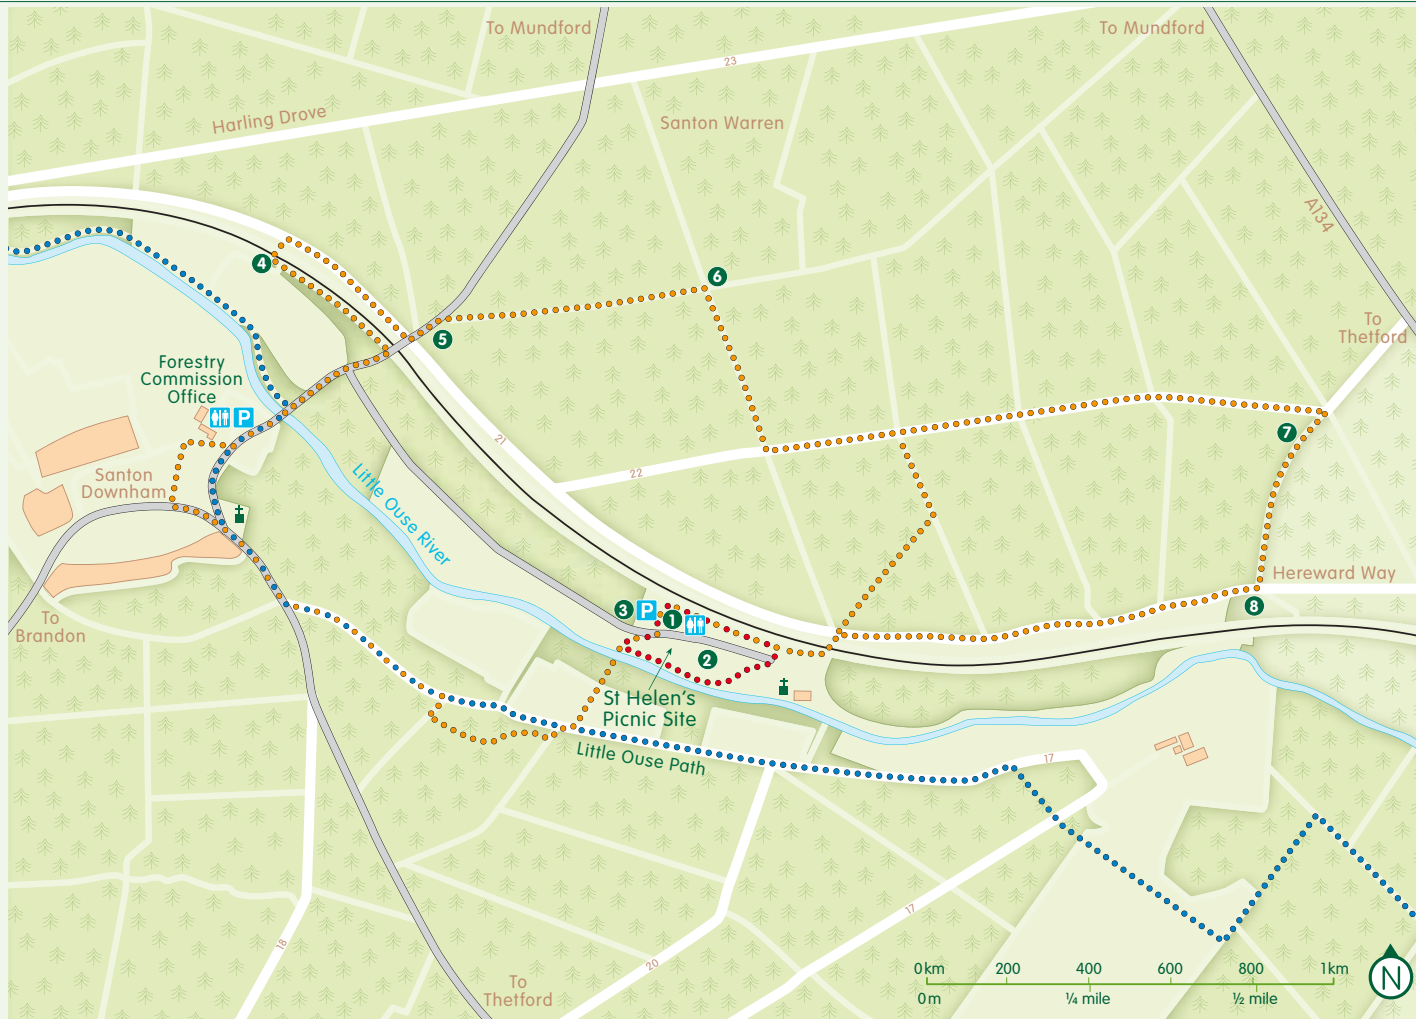 To Mundford
To Mundford
23
Harling Drove
Santon Warren
A134
4
6
5
To
Thetford
Forestry
Commission
Office
P
7
21
22
Santon
Downham
Little Ouse River
Hereward Way
8
3
P
1
2
To
Brandon
St Helen's
Picnic Site
Little Ouse Path
17
17
18
20
To
Thetford
0km 200 400 600 800 1km
0m ¼ mile ½ mile
N